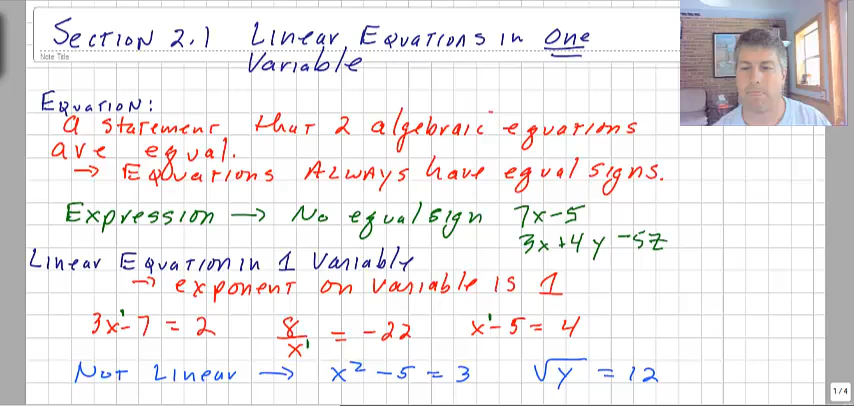 Section 2.1 Linear Equations in One
Variable
Note Title
Equation:
a statement that 2 algebraic equations
are equal.
→ Equations ALWAYS have equal signs.
Expression → No equal sign 7x-5
3x+4y-5z
Linear Equation in 1 Variable
→ exponent on variable is 1
3x¹-7=2 8/x¹ = -22 x¹-5=4
Not Linear → x²-5=3 √y = 12
1/4